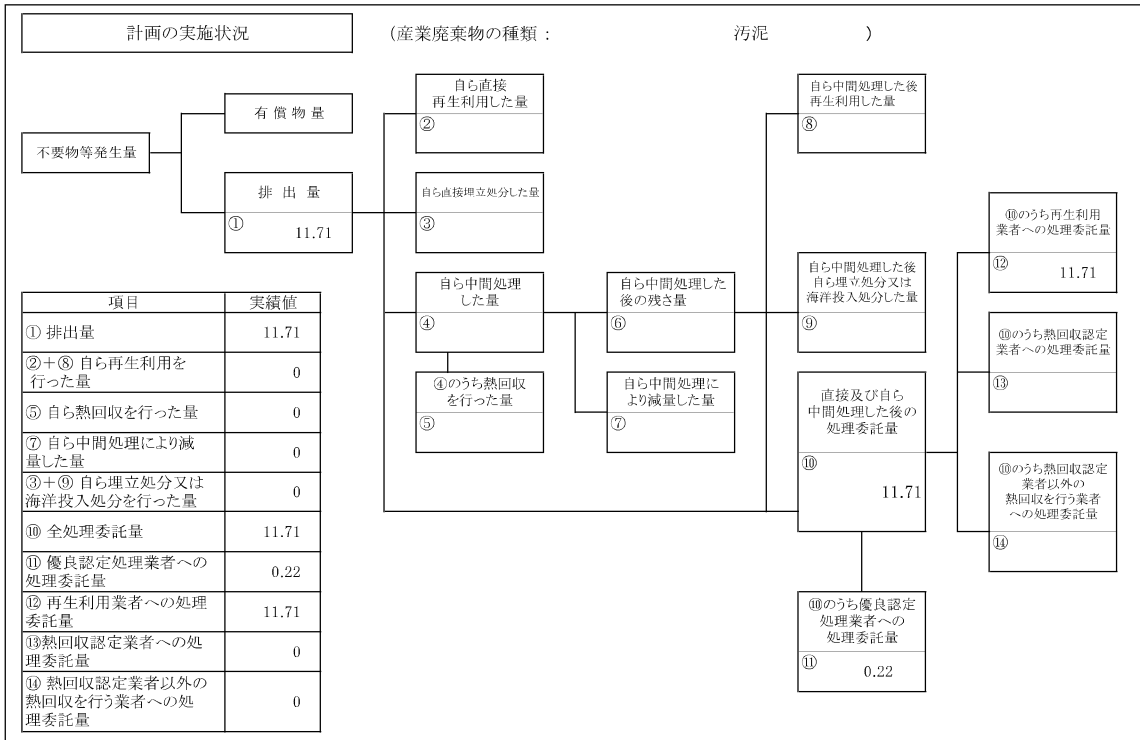 計画の実施状況
（産業廃棄物の種類： 汚泥 ）
不要物等発生量
有 償 物 量
排 出 量
①
11.71
自ら直接
再生利用した量
②
自ら直接埋立処分した量
③
自ら中間処理
した量
④
④のうち熱回収
を行った量
⑤
自ら中間処理した
後の残さ量
⑥
自ら中間処理に
より減量した量
⑦
自ら中間処理した後
再生利用した量
⑧
自ら中間処理した後
自ら埋立処分又は
海洋投入処分した量
⑨
直接及び自ら
中間処理した後の
処理委託量
⑩
11.71
⑩のうち優良認定
処理業者への
処理委託量
⑪
0.22
⑩のうち再生利用
業者への処理委託量
⑫
11.71
⑩のうち熱回収認定
業者への処理委託量
⑬
⑩のうち熱回収認定
業者以外の
熱回収を行う業者
への処理委託量
⑭
項目 実績値
① 排出量 11.71
②＋⑧ 自ら再生利用を
行った量 0
⑤ 自ら熱回収を行った量 0
⑦ 自ら中間処理により減
量した量 0
③＋⑨ 自ら埋立処分又は
海洋投入処分を行った量 0
⑩ 全処理委託量 11.71
⑪ 優良認定処理業者への
処理委託量 0.22
⑫ 再生利用業者への処理
委託量 11.71
⑬熱回収認定業者への処
理委託量 0
⑭ 熱回収認定業者以外の
熱回収を行う業者への処
理委託量 0